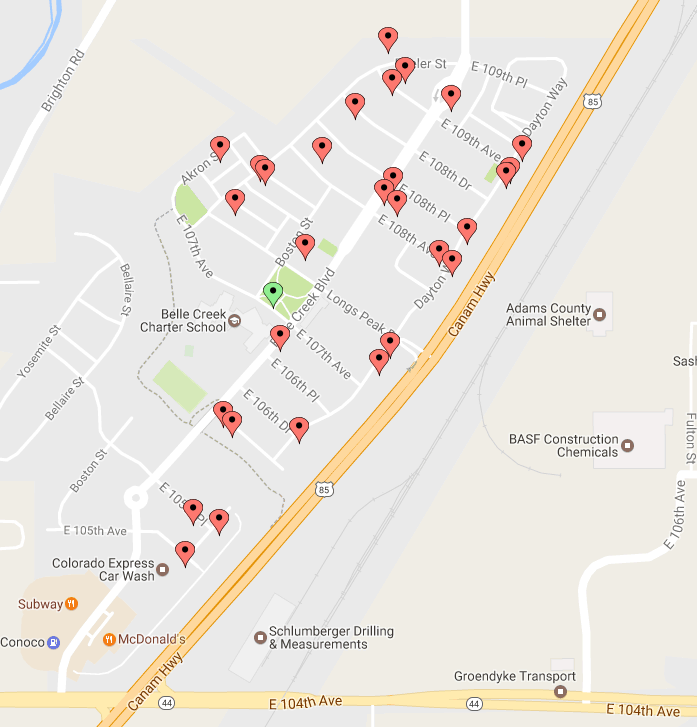 eler St
E 109th Pl
Brighton Rd
85
Dayton Way
E 109th Ave
Akron S
E 108th Dr
E 108th Pl
E 108th Ave
Boston St
E 107th Ave
Bellaire St
Dayton W
Canam Hwy
Belle Creek
Charter School
e Creek Blvd
Longs Peak
Adams County
Animal Shelter
Yosemite St
E 107th Ave
Sash
Bellaire St
E 106th Pl
E 106th Dr
Fulton St
BASF Construction
Chemicals
Boston St
85
E 105th Pl
E 106th Ave
E 105th Ave
Colorado Express
Car Wash
Subway
Conoco
McDonald's
Schlumberger Drilling
& Measurements
Canam Hwy
Groendyke Transport
44
E 104th Ave
44
E 104th Ave